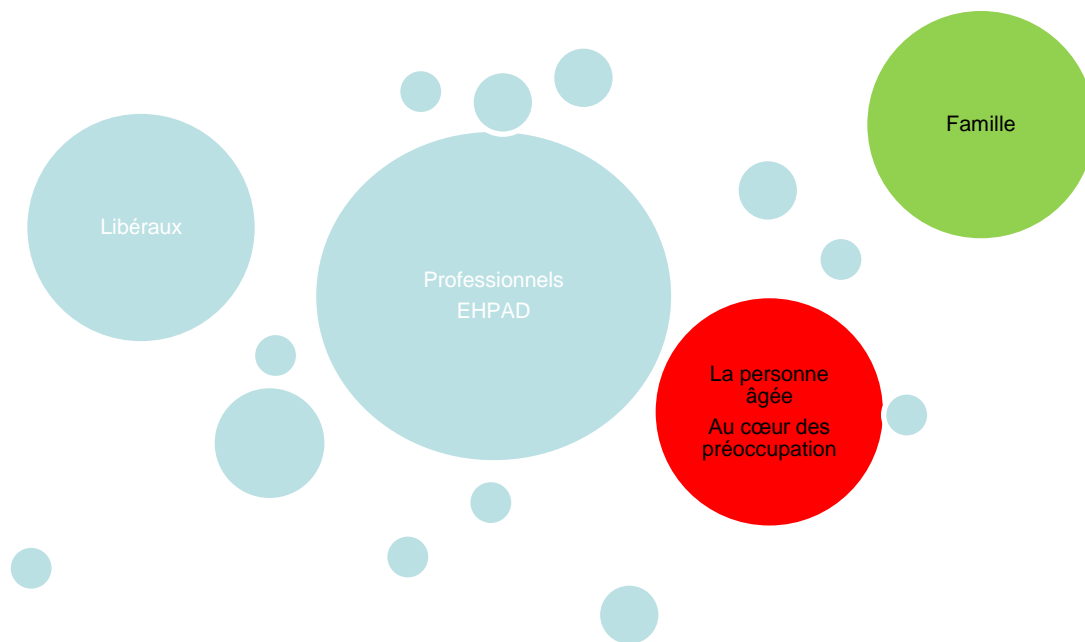 Famille
Libéraux
Professionnels
EHPAD
La personne
âgée
Au cœur des
préoccupation